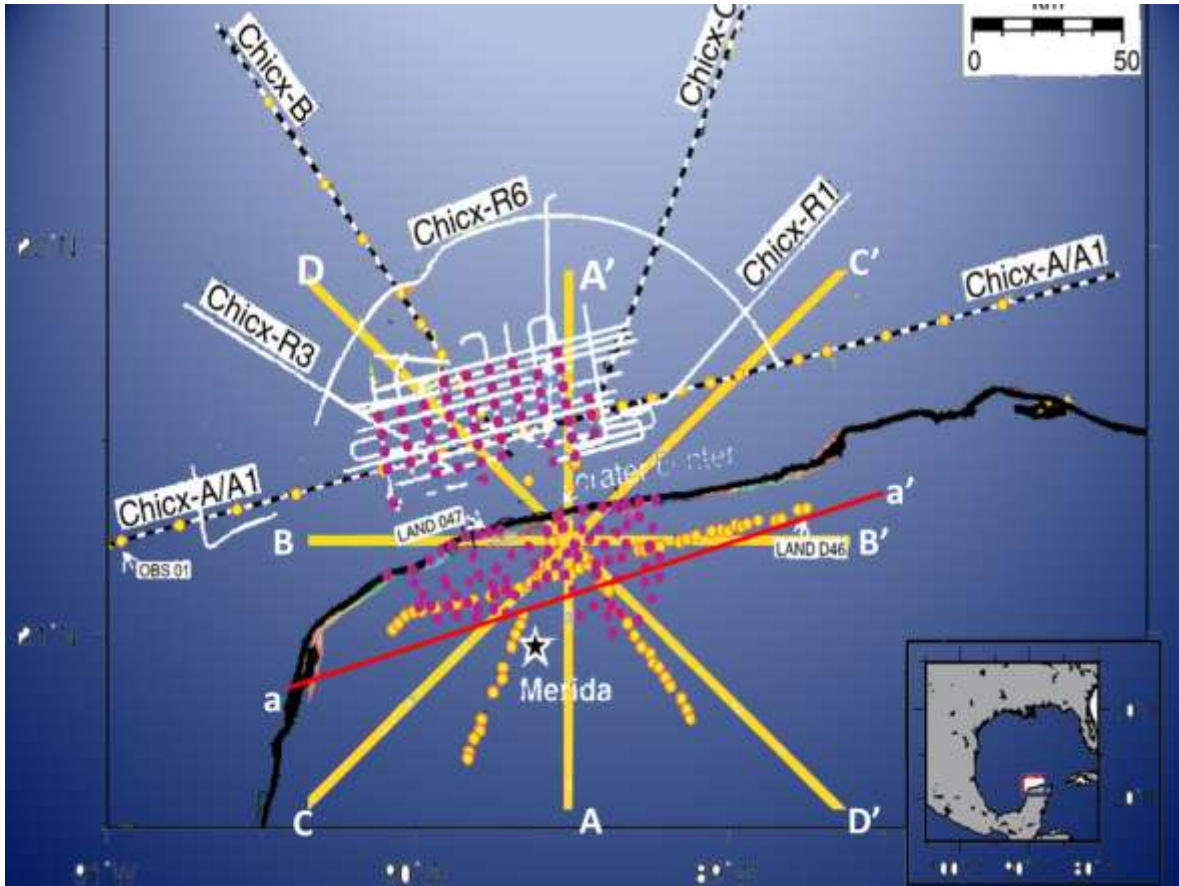 Km
0 50
Chicx-B
Chicx-C
Chicx-R6
Chicx-R1
D
A'
C'
Chicx-A/A1
Chicx-R3
crater center
Chicx-A/A1
a'
LAND 047
B
B'
LAND D46
OBS 01
Merida
a
C
A
D'